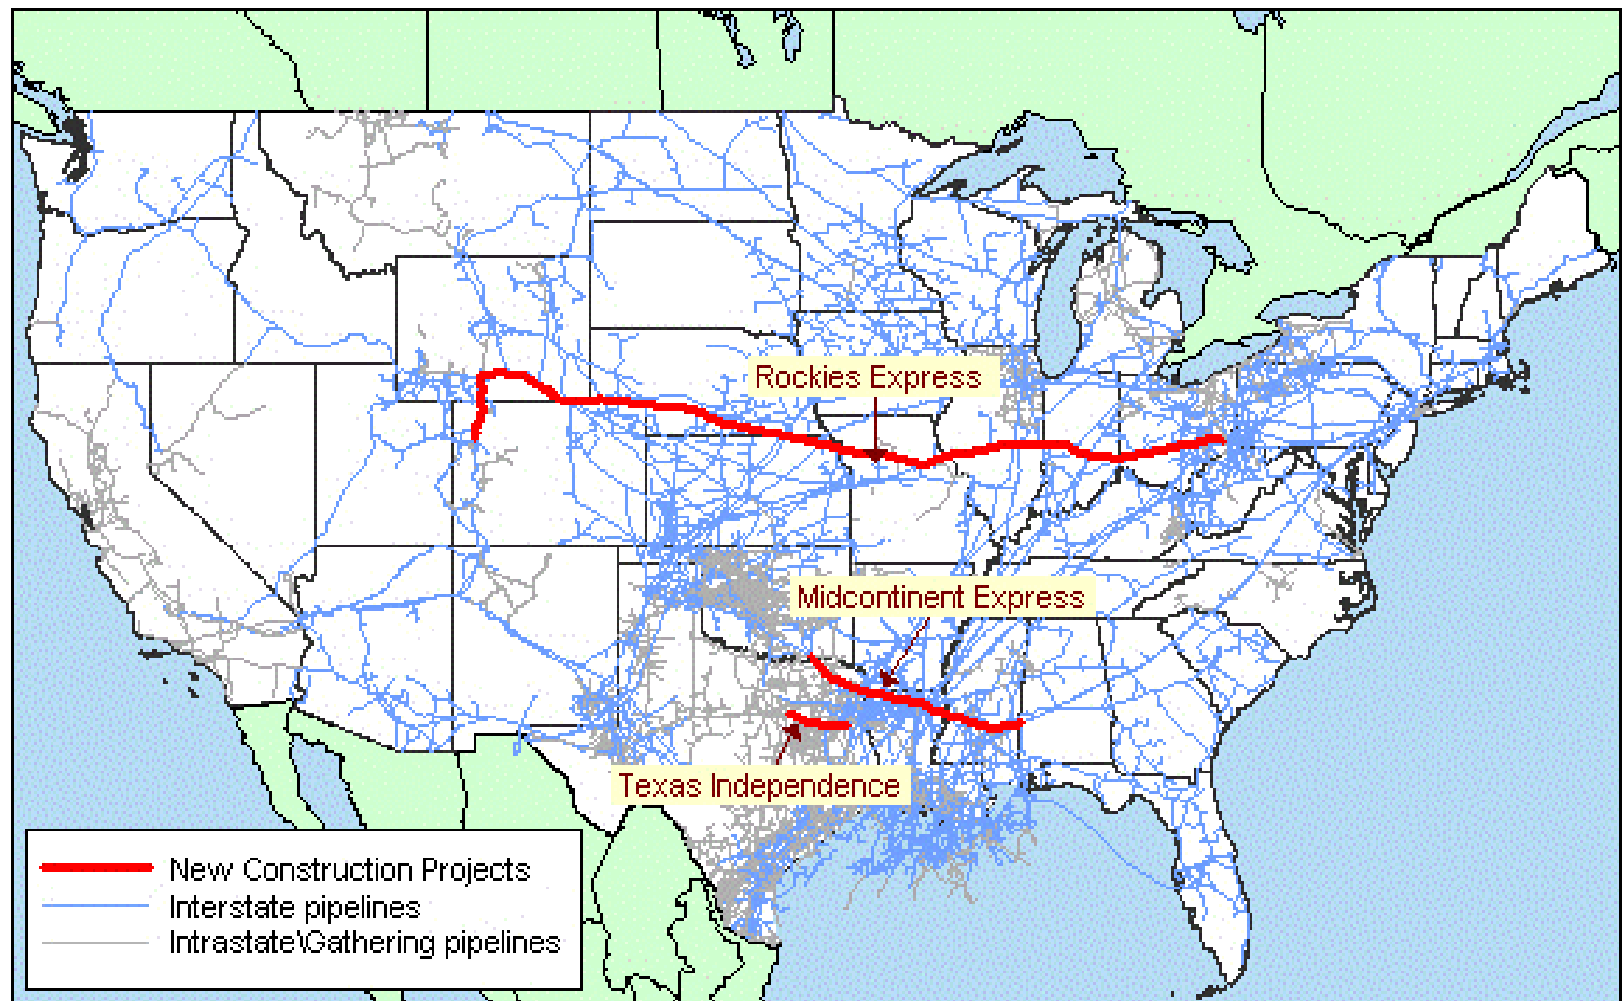 Rockies Express
Midcontinent Express
Texas Independence
New Construction Projects
Interstate pipelines
Intrastate\Gathering pipelines